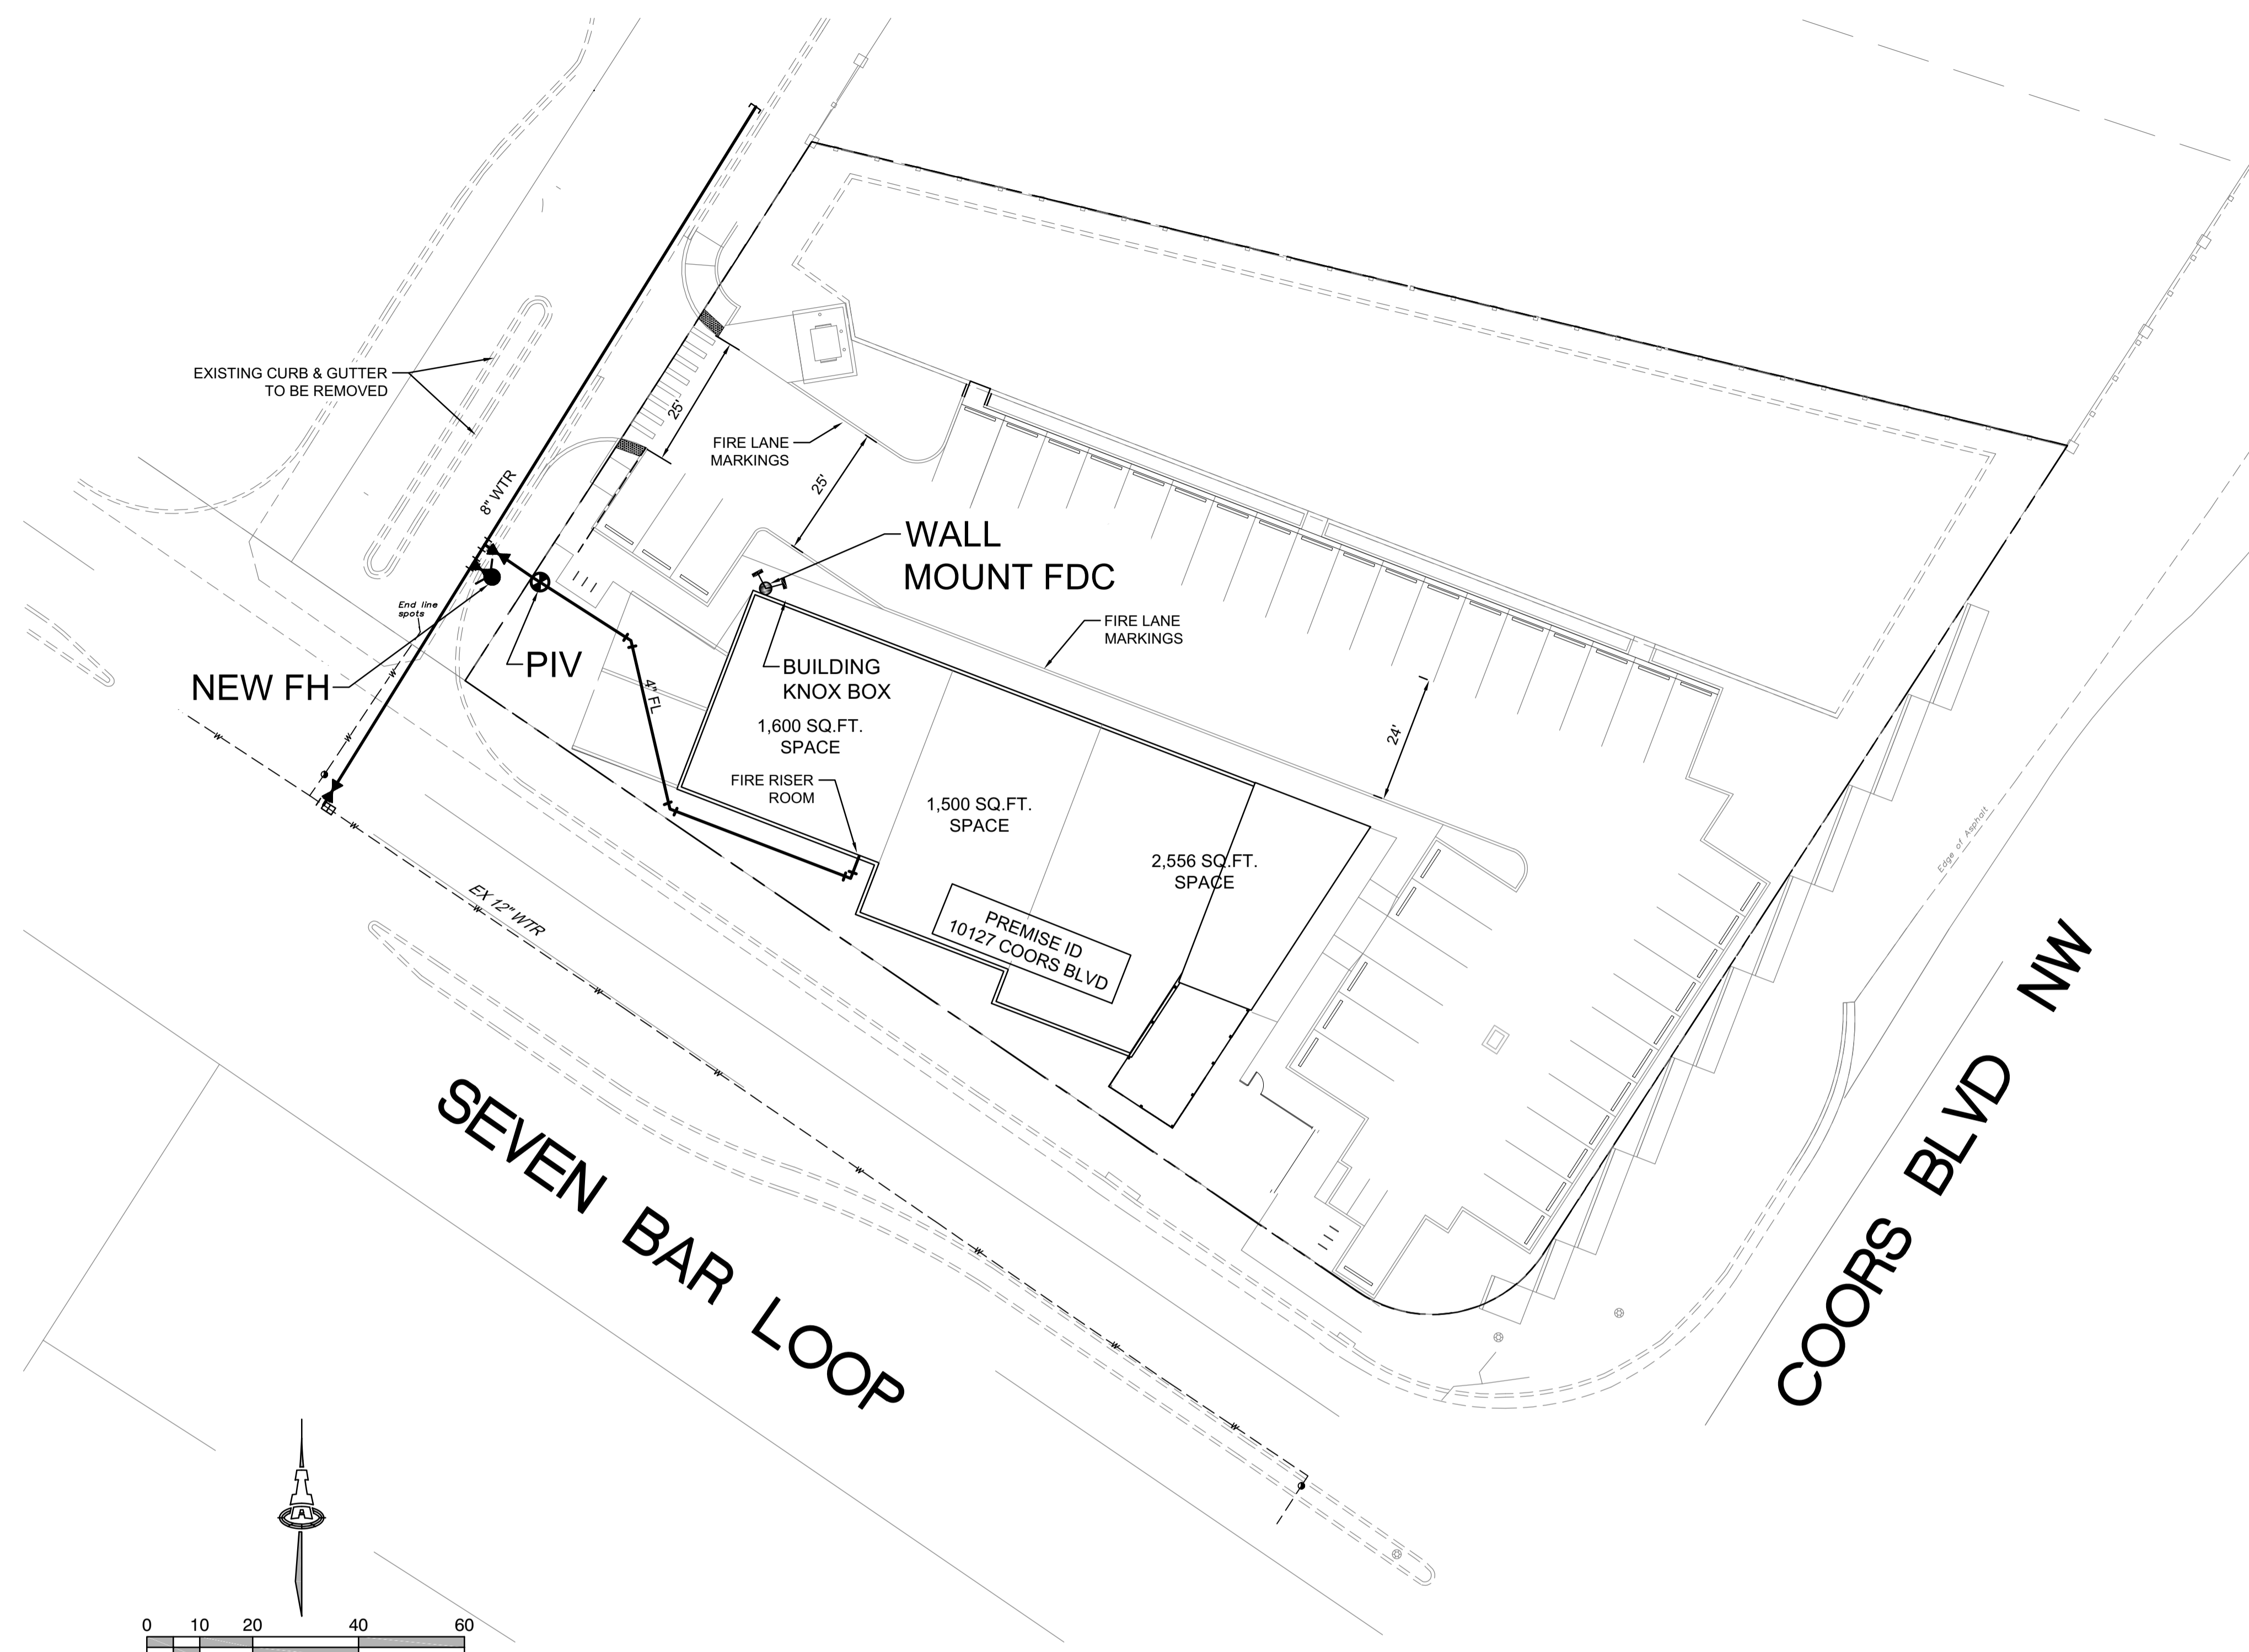 EXISTING CURB & GUTTER
TO BE REMOVED
25'
FIRE LANE
MARKINGS
8" WTR
25'
WALL
MOUNT FDC
End line
spots
FIRE LANE
MARKINGS
NEW FH
PIV
BUILDING
KNOX BOX
4" FL
W
W
W
1,600 SQ.FT.
SPACE
24'
FIRE RISER
ROOM
1,500 SQ.FT.
SPACE
W
Edge of Asphalt
2,556 SQ.FT.
SPACE
EX 12" WTR
W
PREMISE ID
10127 COORS BLVD
W
W
W
W
W
W
SEVEN BAR LOOP
COORS BLVD NW
A
0 10 20 40 60